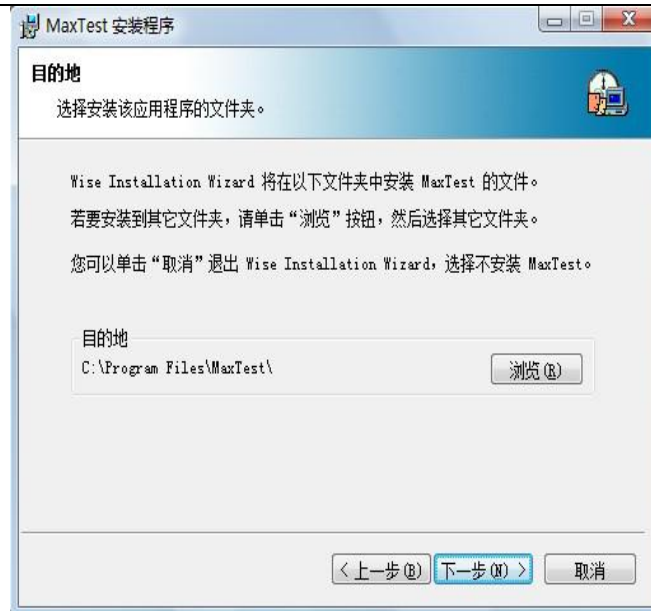 MaxTest 安装程序
目的地
选择安装该应用程序的文件夹。
Wise Installation Wizard 将在以下文件夹中安装 MaxTest 的文件。
若要安装到其它文件夹，请单击“浏览”按钮，然后选择其它文件夹。
您可以单击“取消”退出 Wise Installation Wizard，选择不安装 MaxTest。
目的地
C:\Program Files\MaxTest\
浏览(R)
< 上一步(B) 下一步(N) > 取消